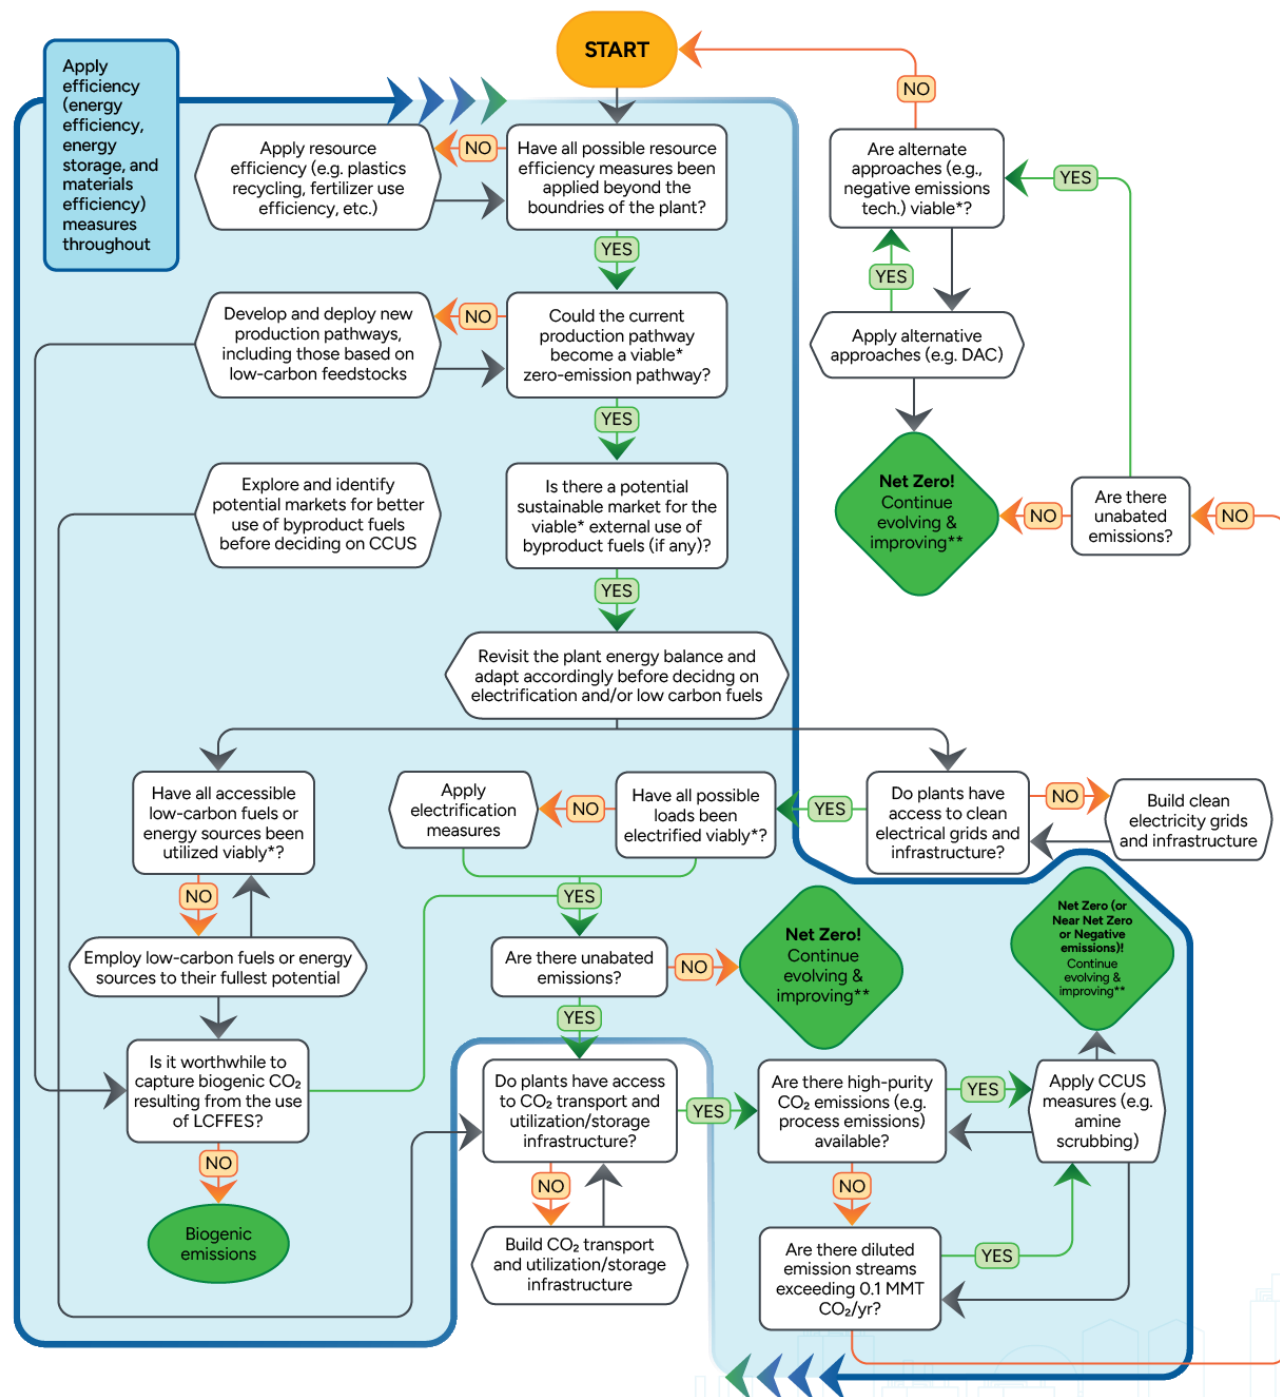 START
Apply
efficiency
(energy
efficiency,
energy
storage, and
materials
efficiency)
measures
throughout
Apply resource
efficiency (e.g. plastics
recycling, fertilizer use
efficiency, etc.)
NO
Have all possible resource
efficiency measures been
applied beyond the
boundries of the plant?
YES
Develop and deploy new
production pathways,
including those based on
low-carbon feedstocks
NO
Could the current
production pathway
become a viable*
zero-emission pathway?
YES
Explore and identify
potential markets for better
use of byproduct fuels
before deciding on CCUS
Is there a potential
sustainable market for the
viable* external use of
byproduct fuels (if any)?
YES
Revisit the plant energy balance and
adapt accordingly before decidng on
electrification and/or low carbon fuels
NO
Are alternate
approaches (e.g.,
negative emissions
tech.) viable*?
YES
YES
Apply alternative
approaches (e.g. DAC)
Net Zero!
Continue
evolving &
improving**
NO
Are there
unabated
emissions?
NO
Have all accessible
low-carbon fuels or
energy sources been
utilized viably*?
NO
Employ low-carbon fuels or energy
sources to their fullest potential
Is it worthwhile to
capture biogenic CO₂
resulting from the use
of LCFFES?
NO
Biogenic
emissions
Apply
electrification
measures
NO
Have all possible
loads been
electrified viably*?
YES
Do plants have
access to clean
electrical grids and
infrastructure?
NO
Build clean
electricity grids
and infrastructure
YES
Are there unabated
emissions?
NO
Net Zero!
Continue
evolving &
improving**
YES
Do plants have access
to CO₂ transport and
utilization/storage
infrastructure?
NO
Build CO₂ transport
and utilization/storage
infrastructure
YES
Are there high-purity
CO₂ emissions (e.g.
process emissions)
available?
YES
Apply CCUS
measures (e.g.
amine
scrubbing)
Net Zero (or
Near Net Zero
or Negative
emissions)!
Continue
evolving &
improving**
NO
Are there diluted
emission streams
exceeding 0.1 MMT
CO₂/yr?
YES